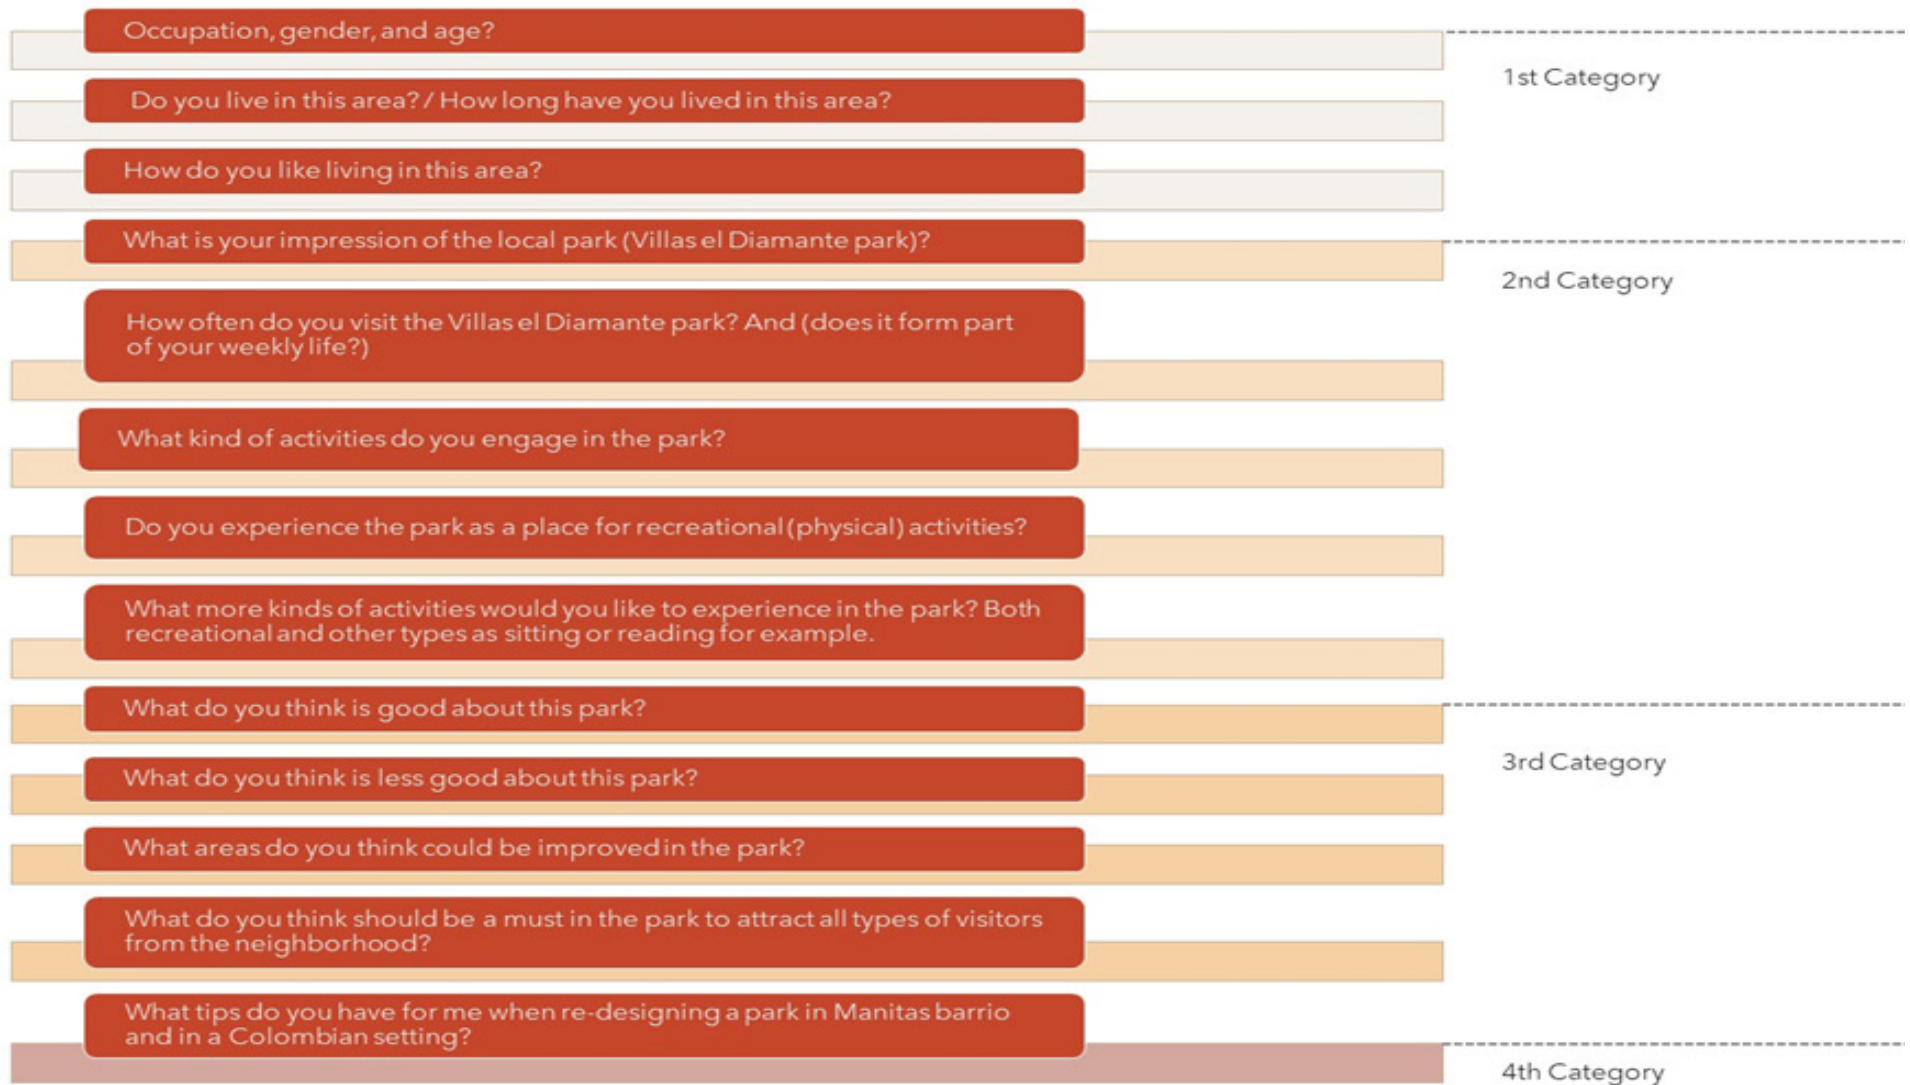 Occupation, gender, and age?
1st Category
Do you live in this area? / How long have you lived in this area?
How do you like living in this area?
What is your impression of the local park (Villas el Diamante park)?
2nd Category
How often do you visit the Villas el Diamante park? And (does it form part
of your weekly life?)
What kind of activities do you engage in the park?
Do you experience the park as a place for recreational (physical) activities?
What more kinds of activities would you like to experience in the park? Both
recreational and other types as sitting or reading for example.
What do you think is good about this park?
3rd Category
What do you think is less good about this park?
What areas do you think could be improved in the park?
What do you think should be a must in the park to attract all types of visitors
from the neighborhood?
What tips do you have for me when re-designing a park in Manitas barrio
and in a Colombian setting?
4th Category